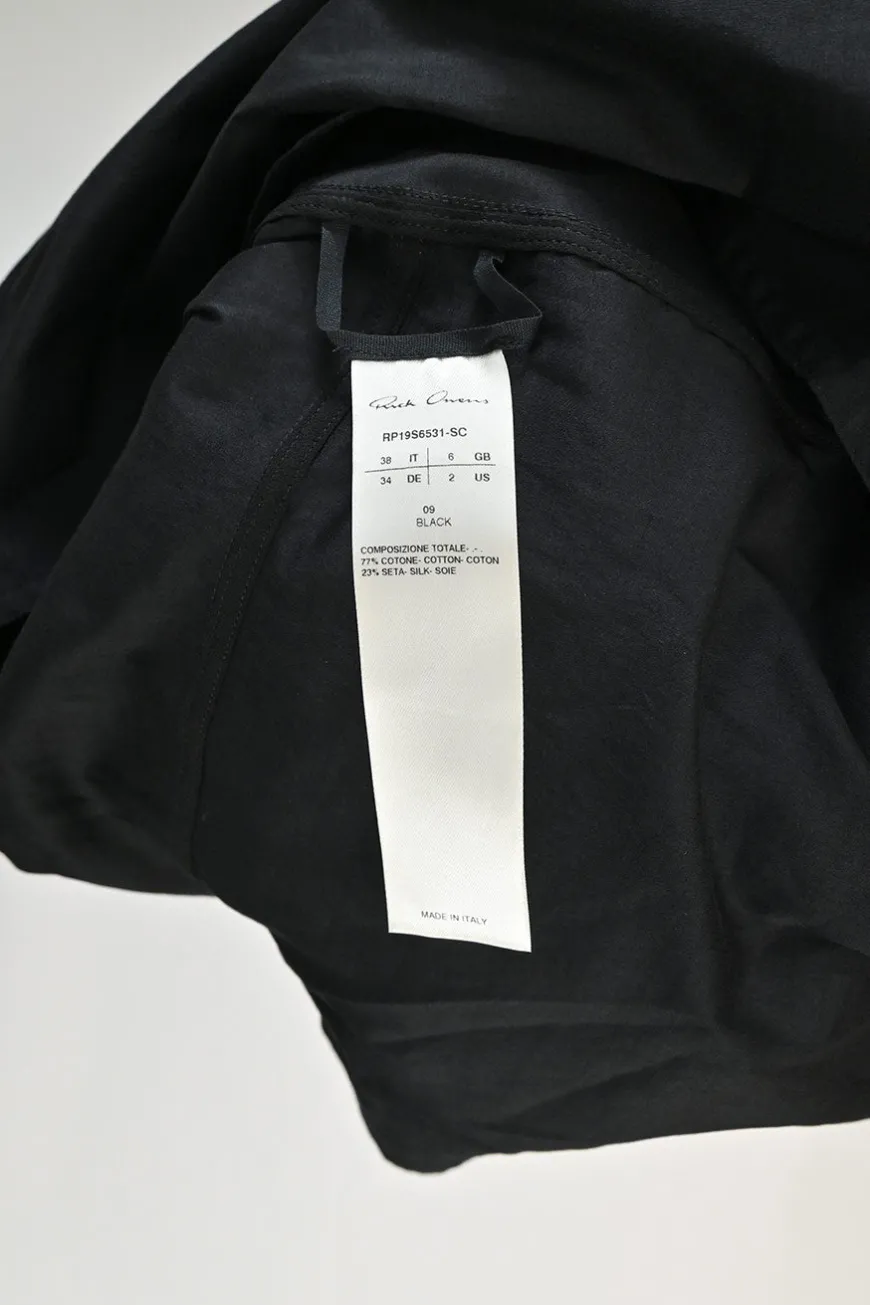 Rick Owens
RP19S6531-SC
38 IT 6 GB
34 DE 2 US
09
BLACK
COMPOSIZIONE TOTALE- .- .
77% COTONE- COTTON- COTON
23% SETA- SILK- SOIE
MADE IN ITALY